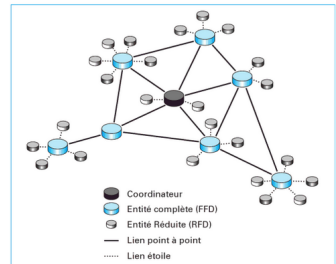 Coordinateur
Entité complète (FFD)
Entité Réduite (RFD)
Lien point à point
Lien étoile